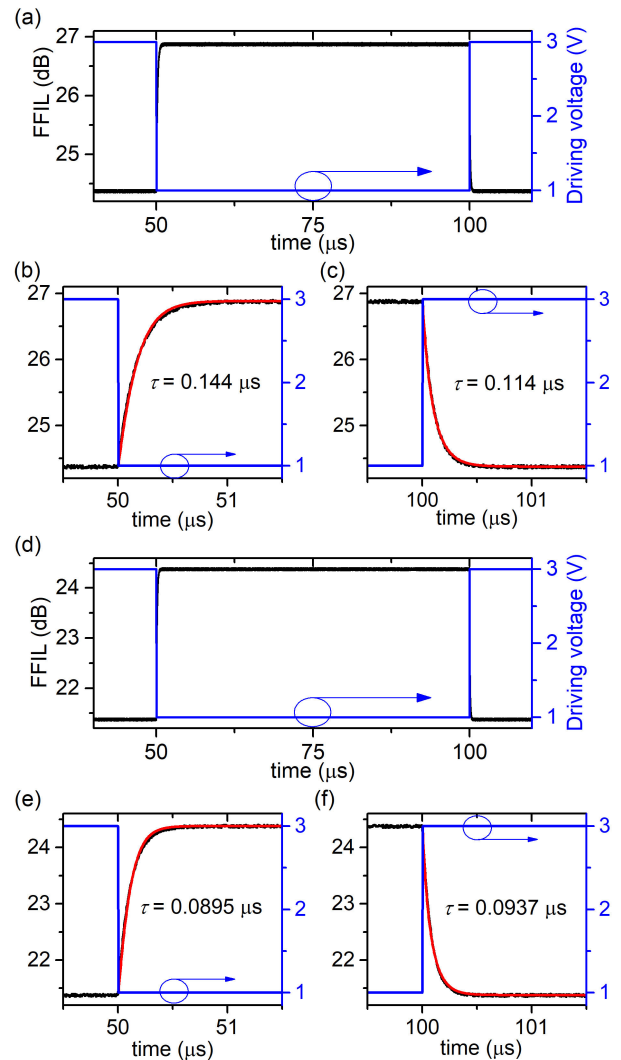 (a)
27
26
25
FFIL (dB)
3
2
1
Driving voltage (V)
50
75
100
time (μs)
(b)
27
26
25
τ = 0.144 μs
3
2
1
50
51
time (μs)
(c)
27
26
25
τ = 0.114 μs
3
2
1
100
101
time (μs)
(d)
24
23
22
FFIL (dB)
3
2
1
Driving voltage (V)
50
75
100
time (μs)
(e)
24
23
22
τ = 0.0895 μs
3
2
1
50
51
time (μs)
(f)
24
23
22
τ = 0.0937 μs
3
2
1
100
101
time (μs)